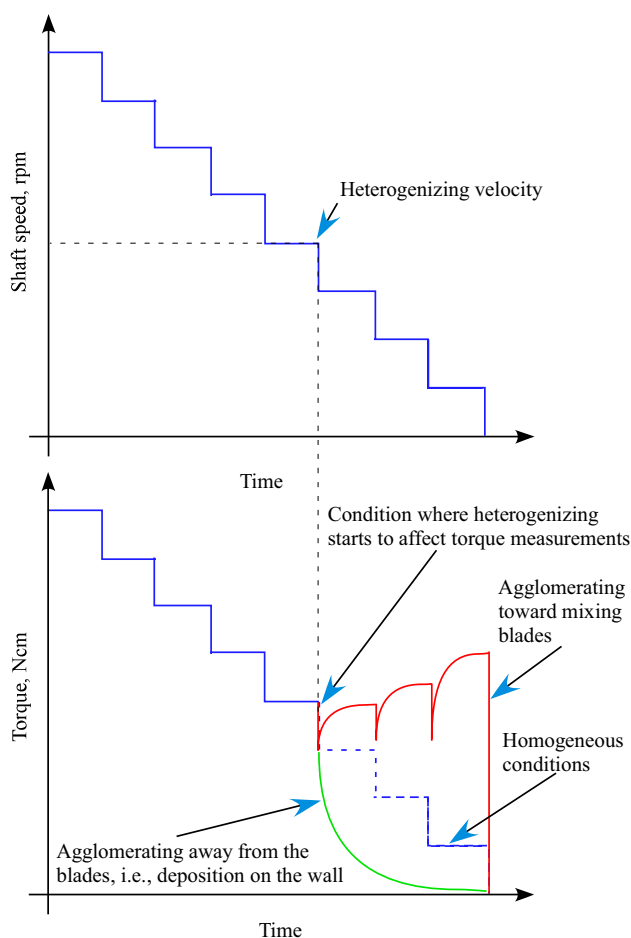 Shaft speed, rpm
Heterogenizing velocity
Time
Condition where heterogenizing
starts to affect torque measurements
Agglomerating
toward mixing
blades
Torque, Ncm
Homogeneous
conditions
Agglomerating away from the
blades, i.e., deposition on the wall
Time